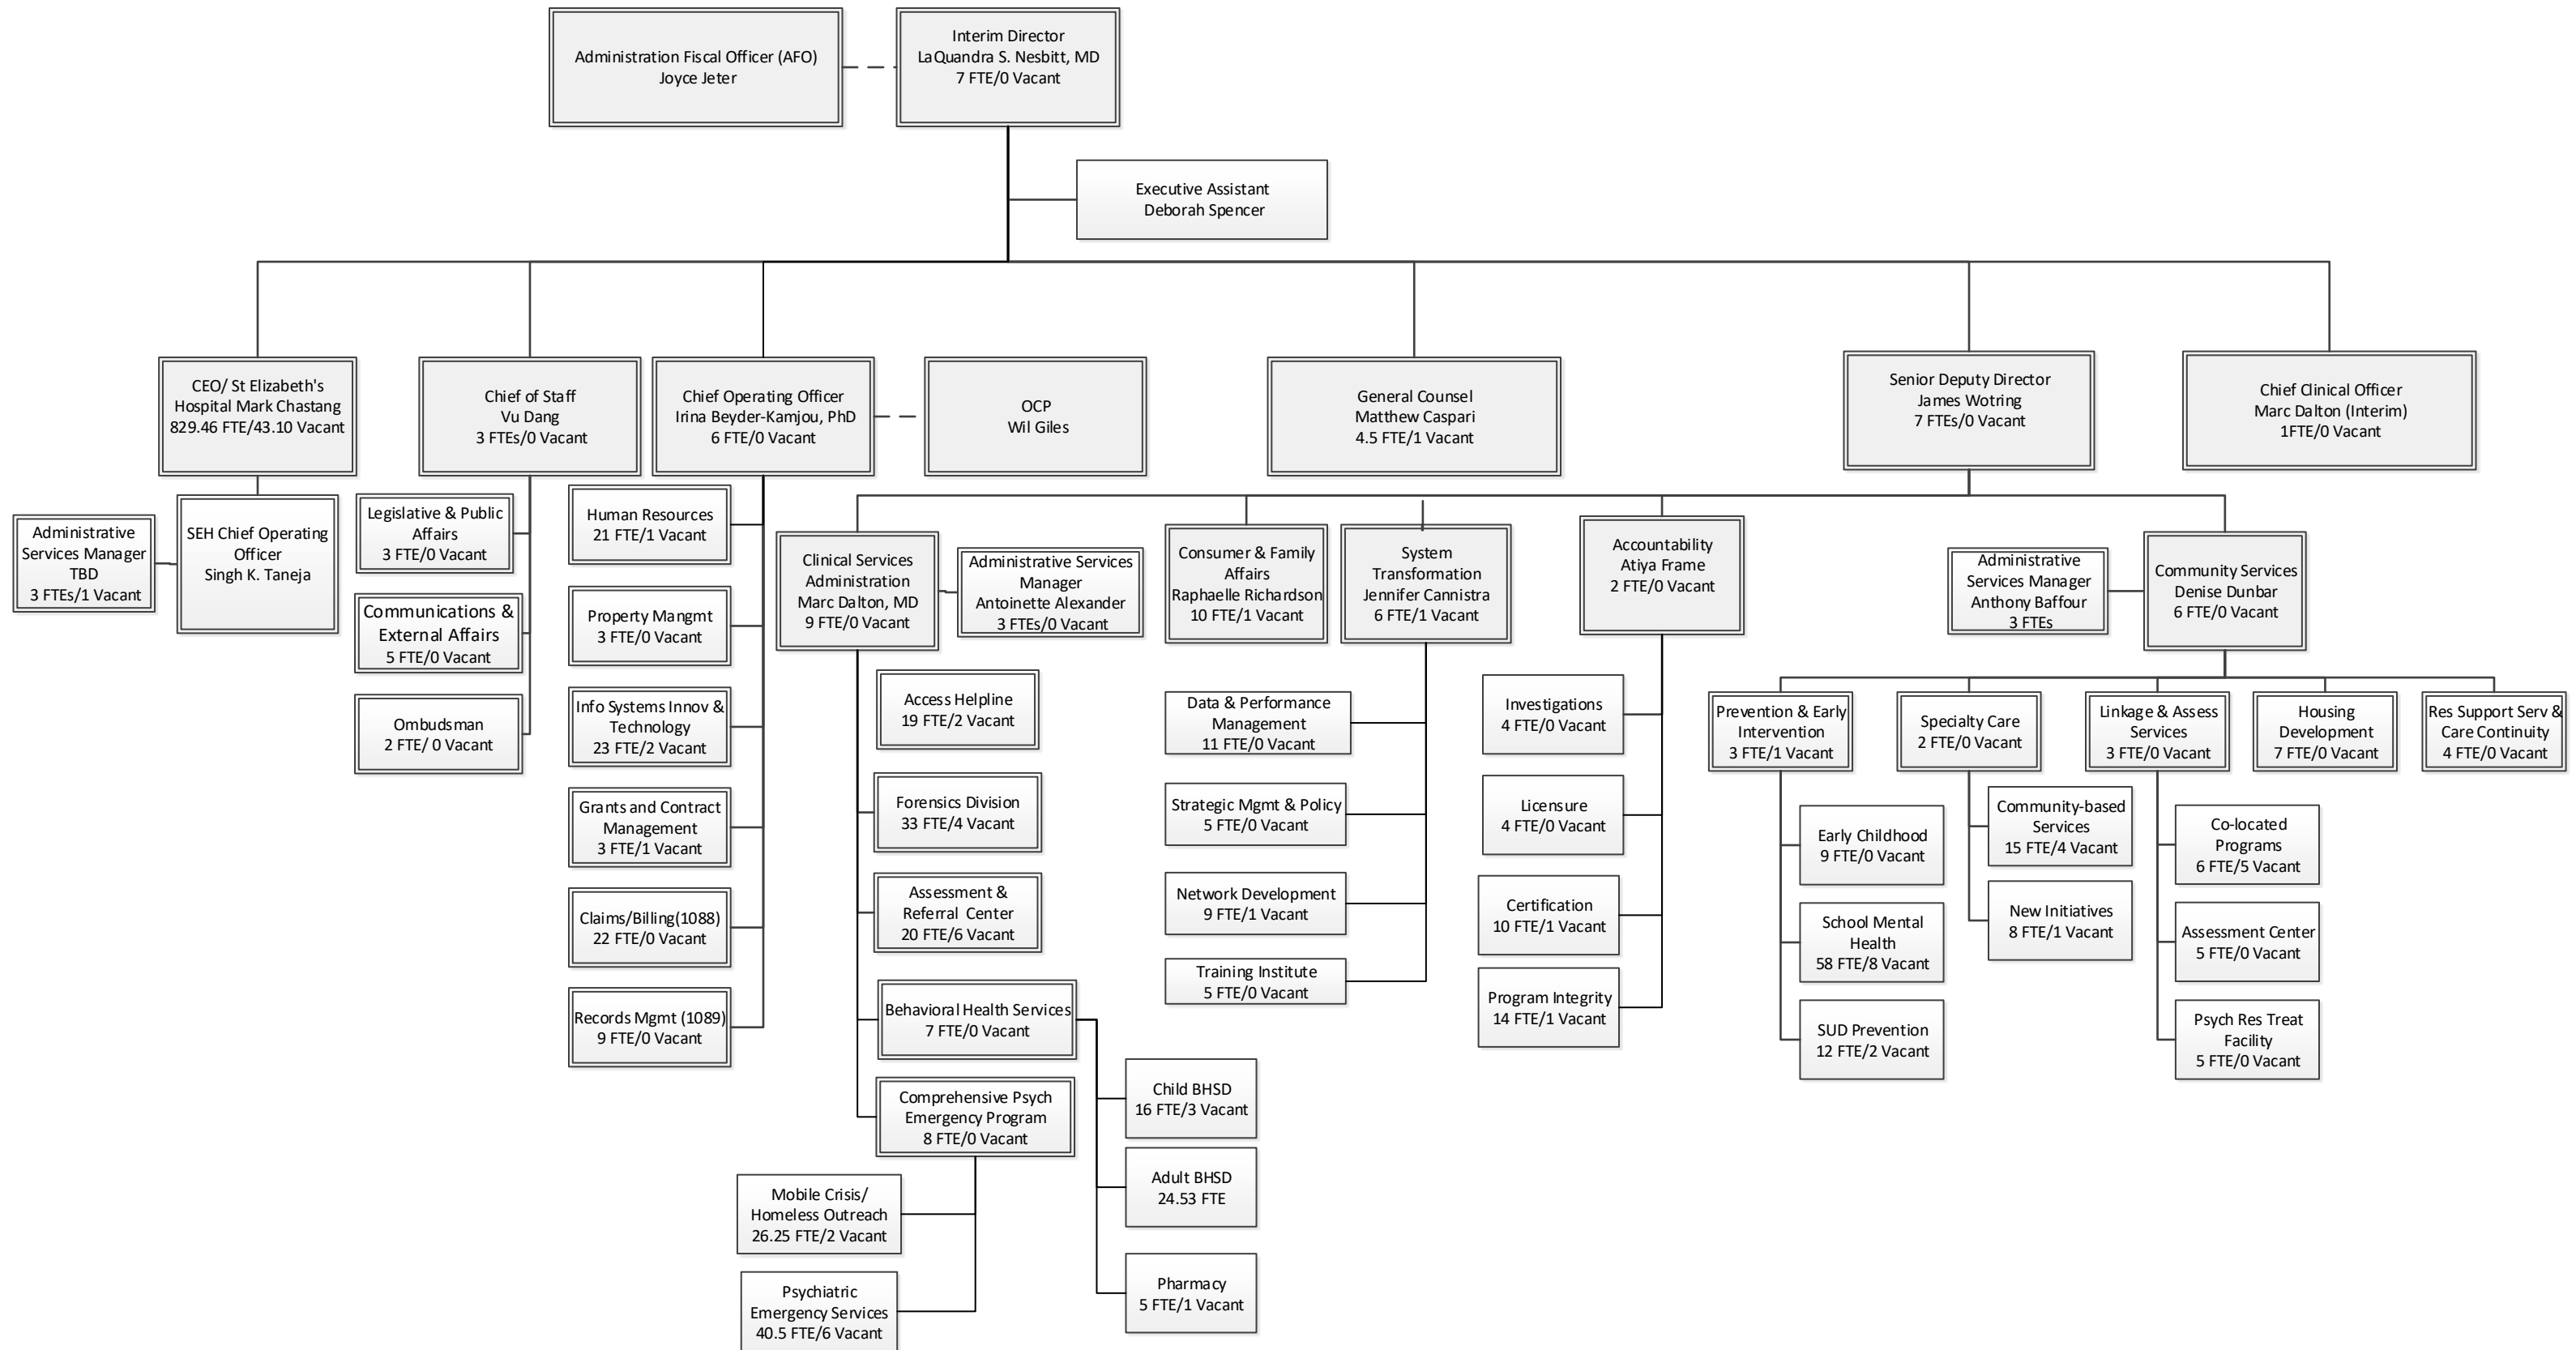 Administration Fiscal Officer (AFO)
Joyce Jeter
Interim Director
LaQuandra S. Nesbitt, MD
7 FTE/0 Vacant
Executive Assistant
Deborah Spencer
CEO/ St Elizabeth's
Hospital Mark Chastang
829.46 FTE/43.10 Vacant
Chief of Staff
Vu Dang
3 FTEs/0 Vacant
Chief Operating Officer
Irina Beyder-Kamjou, PhD
6 FTE/0 Vacant
OCP
Wil Giles
General Counsel
Matthew Caspari
4.5 FTE/1 Vacant
Senior Deputy Director
James Wotring
7 FTEs/0 Vacant
Chief Clinical Officer
Marc Dalton (Interim)
1FTE/0 Vacant
Administrative
Services Manager
TBD
3 FTEs/1 Vacant
SEH Chief Operating
Officer
Singh K. Taneja
Legislative & Public
Affairs
3 FTE/0 Vacant
Communications &
External Affairs
5 FTE/0 Vacant
Ombudsman
2 FTE/ 0 Vacant
Human Resources
21 FTE/1 Vacant
Property Mangmt
3 FTE/0 Vacant
Info Systems Innov &
Technology
23 FTE/2 Vacant
Grants and Contract
Management
3 FTE/1 Vacant
Claims/Billing(1088)
22 FTE/0 Vacant
Records Mgmt (1089)
9 FTE/0 Vacant
Clinical Services
Administration
Marc Dalton, MD
9 FTE/0 Vacant
Administrative Services
Manager
Antoinette Alexander
3 FTEs/0 Vacant
Access Helpline
19 FTE/2 Vacant
Forensics Division
33 FTE/4 Vacant
Assessment &
Referral Center
20 FTE/6 Vacant
Behavioral Health Services
7 FTE/0 Vacant
Comprehensive Psych
Emergency Program
8 FTE/0 Vacant
Mobile Crisis/
Homeless Outreach
26.25 FTE/2 Vacant
Psychiatric
Emergency Services
40.5 FTE/6 Vacant
Child BHSD
16 FTE/3 Vacant
Adult BHSD
24.53 FTE
Pharmacy
5 FTE/1 Vacant
Consumer & Family
Affairs
Raphaelle Richardson
10 FTE/1 Vacant
System
Transformation
Jennifer Cannistra
6 FTE/1 Vacant
Data & Performance
Management
11 FTE/0 Vacant
Strategic Mgmt & Policy
5 FTE/0 Vacant
Network Development
9 FTE/1 Vacant
Training Institute
5 FTE/0 Vacant
Accountability
Atiya Frame
2 FTE/0 Vacant
Investigations
4 FTE/0 Vacant
Licensure
4 FTE/0 Vacant
Certification
10 FTE/1 Vacant
Program Integrity
14 FTE/1 Vacant
Administrative
Services Manager
Anthony Baffour
3 FTEs
Community Services
Denise Dunbar
6 FTE/0 Vacant
Prevention & Early
Intervention
3 FTE/1 Vacant
Early Childhood
9 FTE/0 Vacant
School Mental
Health
58 FTE/8 Vacant
SUD Prevention
12 FTE/2 Vacant
Specialty Care
2 FTE/0 Vacant
Community-based
Services
15 FTE/4 Vacant
New Initiatives
8 FTE/1 Vacant
Linkage & Assess
Services
3 FTE/0 Vacant
Co-located
Programs
6 FTE/5 Vacant
Assessment Center
5 FTE/0 Vacant
Psych Res Treat
Facility
5 FTE/0 Vacant
Housing
Development
7 FTE/0 Vacant
Res Support Serv &
Care Continuity
4 FTE/0 Vacant